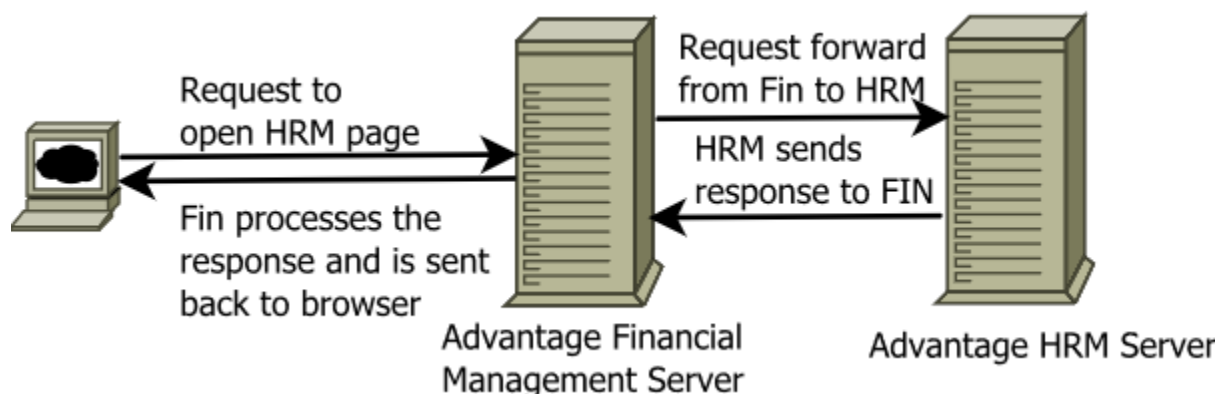 Request to
open HRM page
Fin processes the
response and is sent
back to browser
Request forward
from Fin to HRM
HRM sends
response to FIN
Advantage Financial
Management Server
Advantage HRM Server